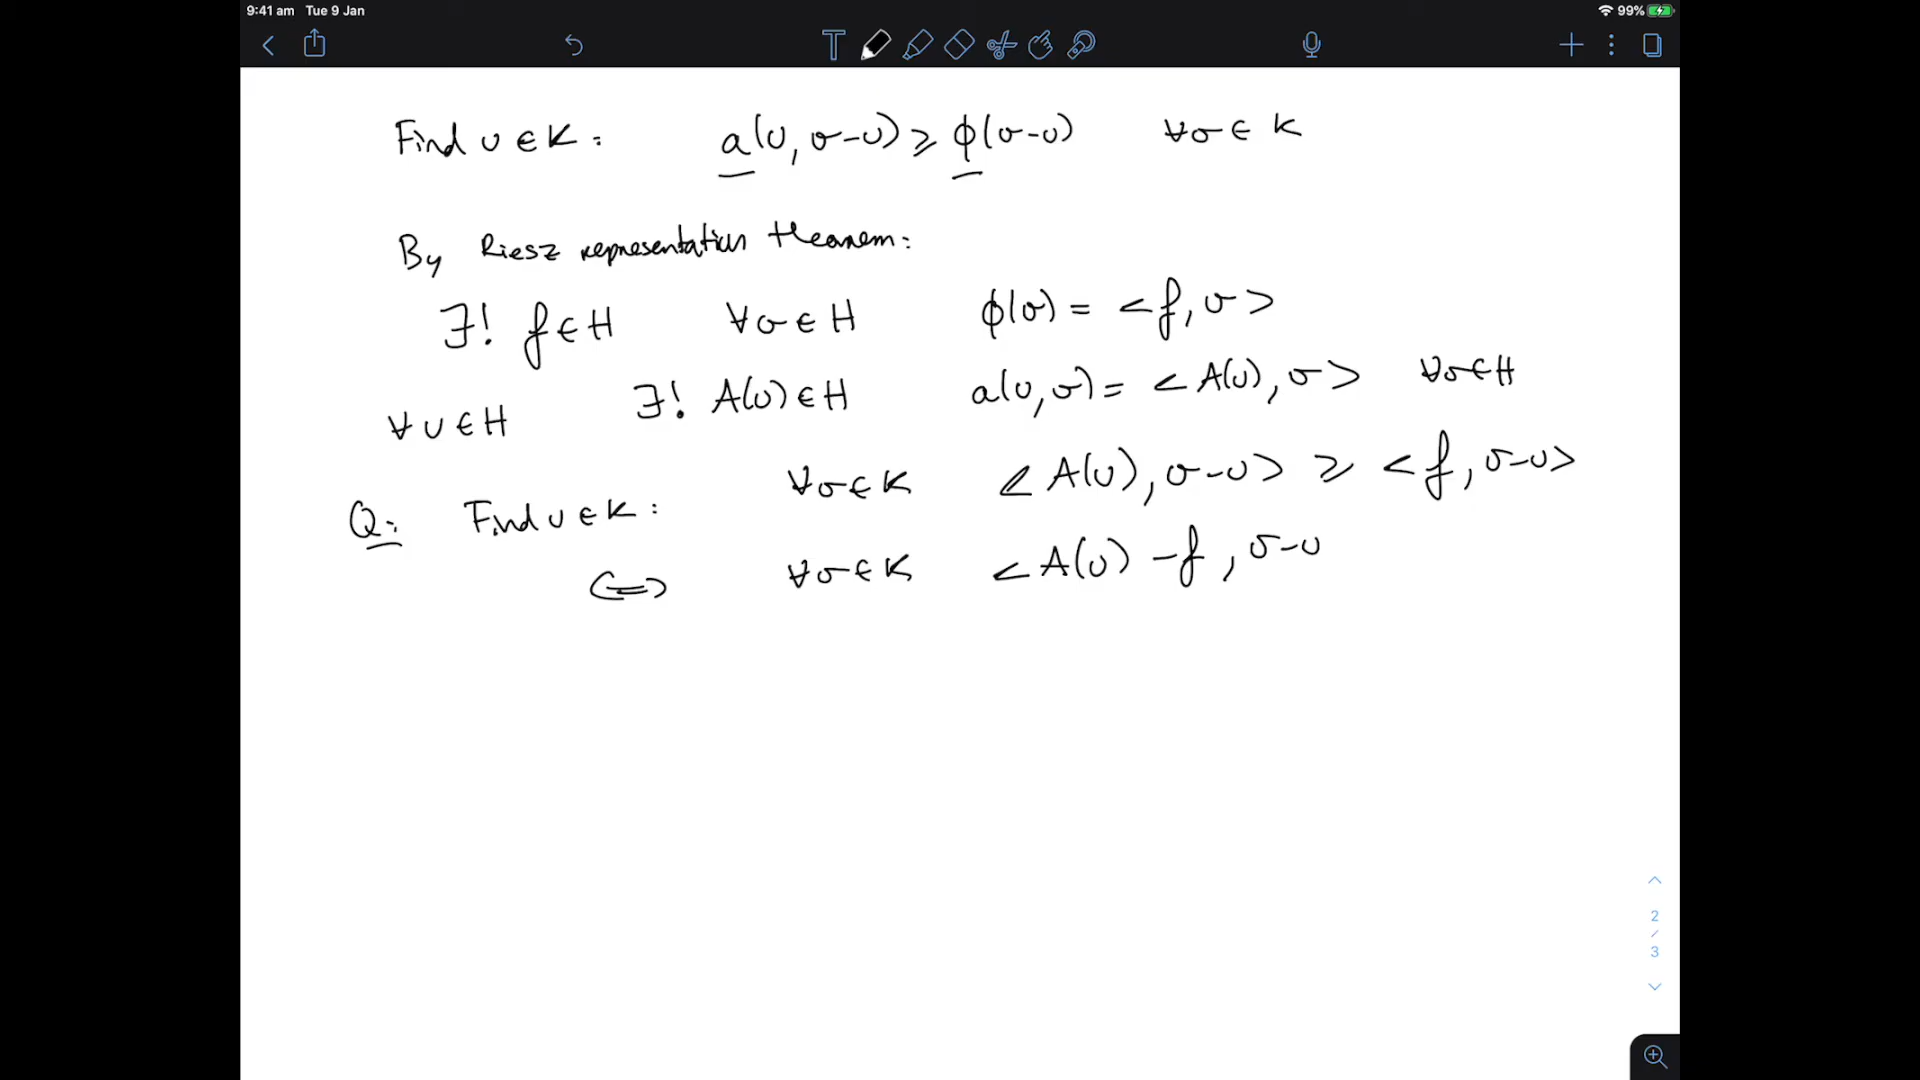 9:41 am Tue 9 Jan 99%
Find u ∈ K : a(u, v-u) ≥ ϕ(v-u) ∀v ∈ K
By Riesz representation theorem:
∃! f ∈ H ∀v ∈ H ϕ(v) = <f, v>
∀u ∈ H ∃! A(u) ∈ H a(u, v) = <A(u), v> ∀v ∈ H
Q: Find u ∈ K : ∀v ∈ K <A(u), v-u> ≥ <f, v-u>
⇔ ∀v ∈ K <A(u) - f, v-u
2
/
3